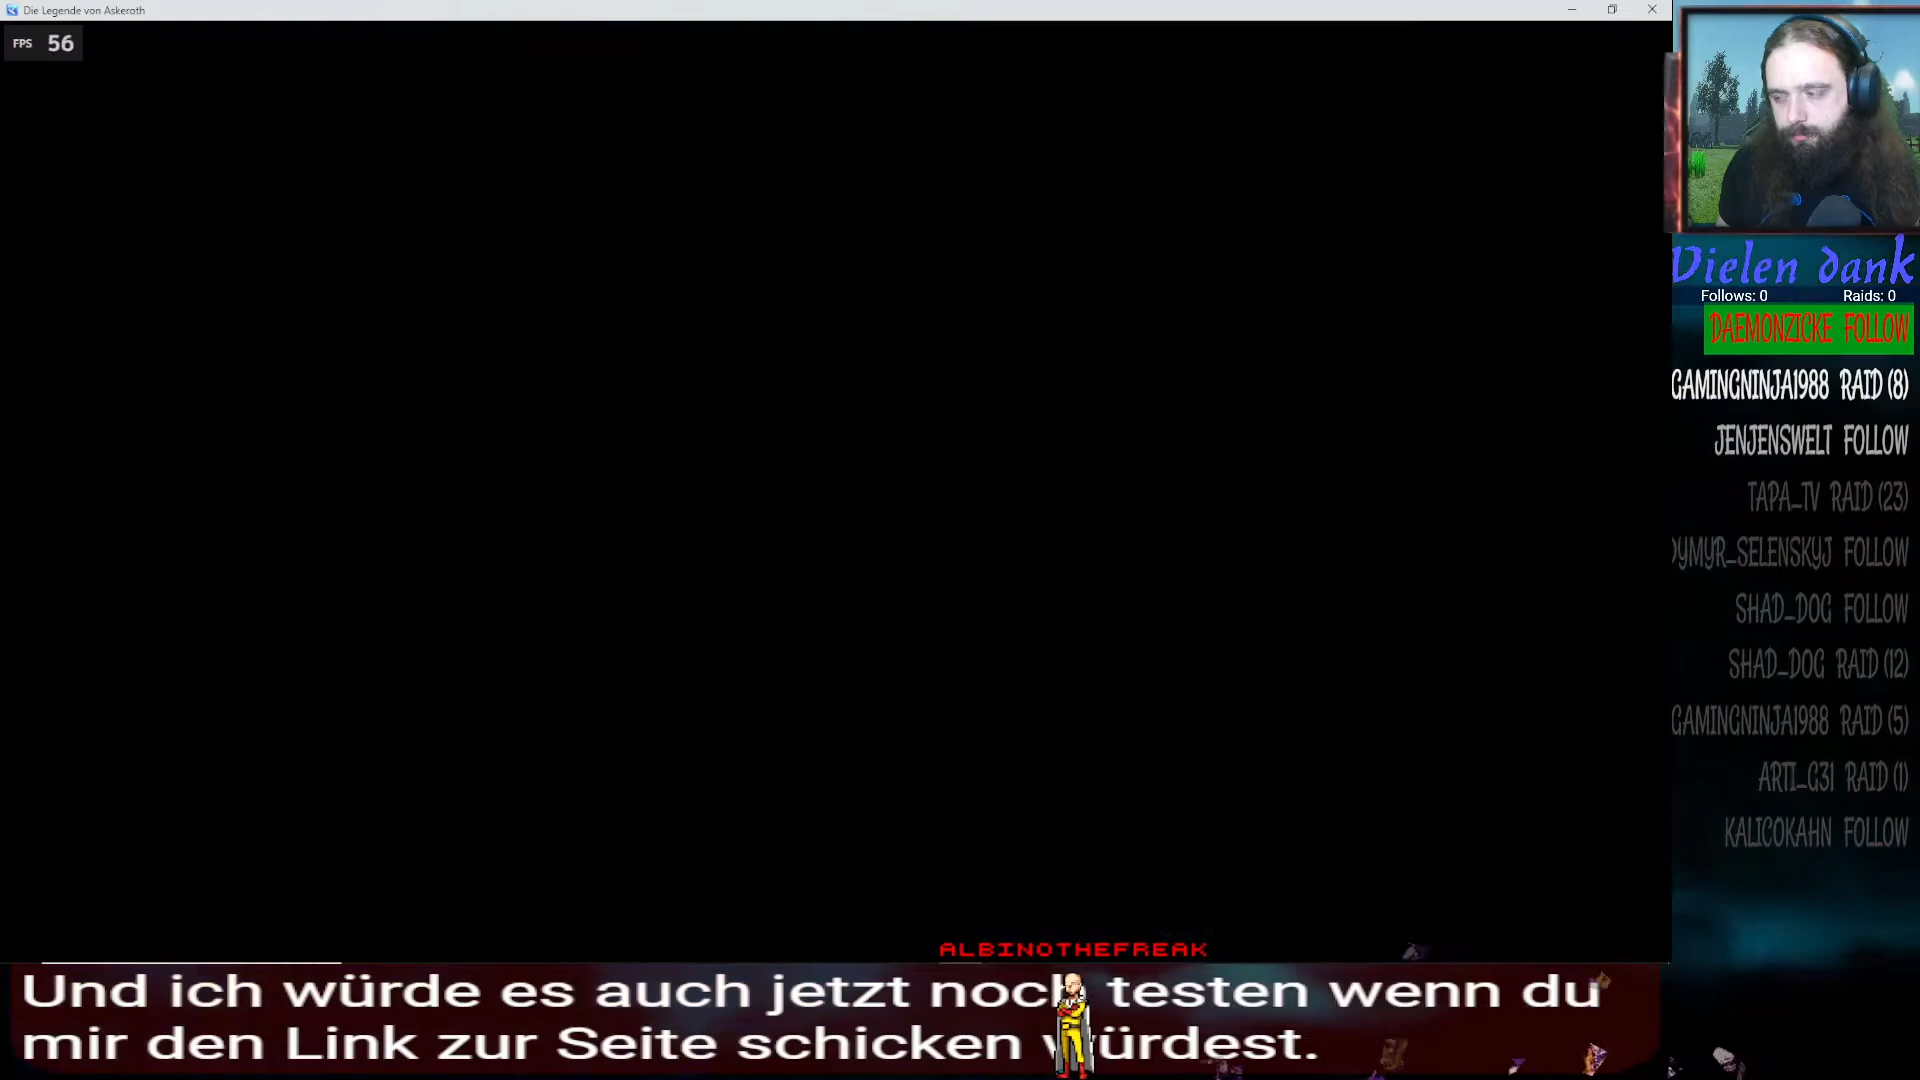 Die Legende von Askeroth
FPS 56
Vielen dank
Follows: 0 Raids: 0
DAEMONZICKE FOLLOW
GAMINGNINJA1988 RAID (8)
JENJENSWELT FOLLOW
TAPA_TV RAID (23)
DYMYR_SELENSKYJ FOLLOW
SHAD_DOG FOLLOW
SHAD_DOG RAID (12)
GAMINGNINJA1988 RAID (5)
ARTI_G31 RAID (1)
KALICOKAHN FOLLOW
ALBINOTHEFREAK
Und ich würde es auch jetzt noch testen wenn du
mir den Link zur Seite schicken würdest.